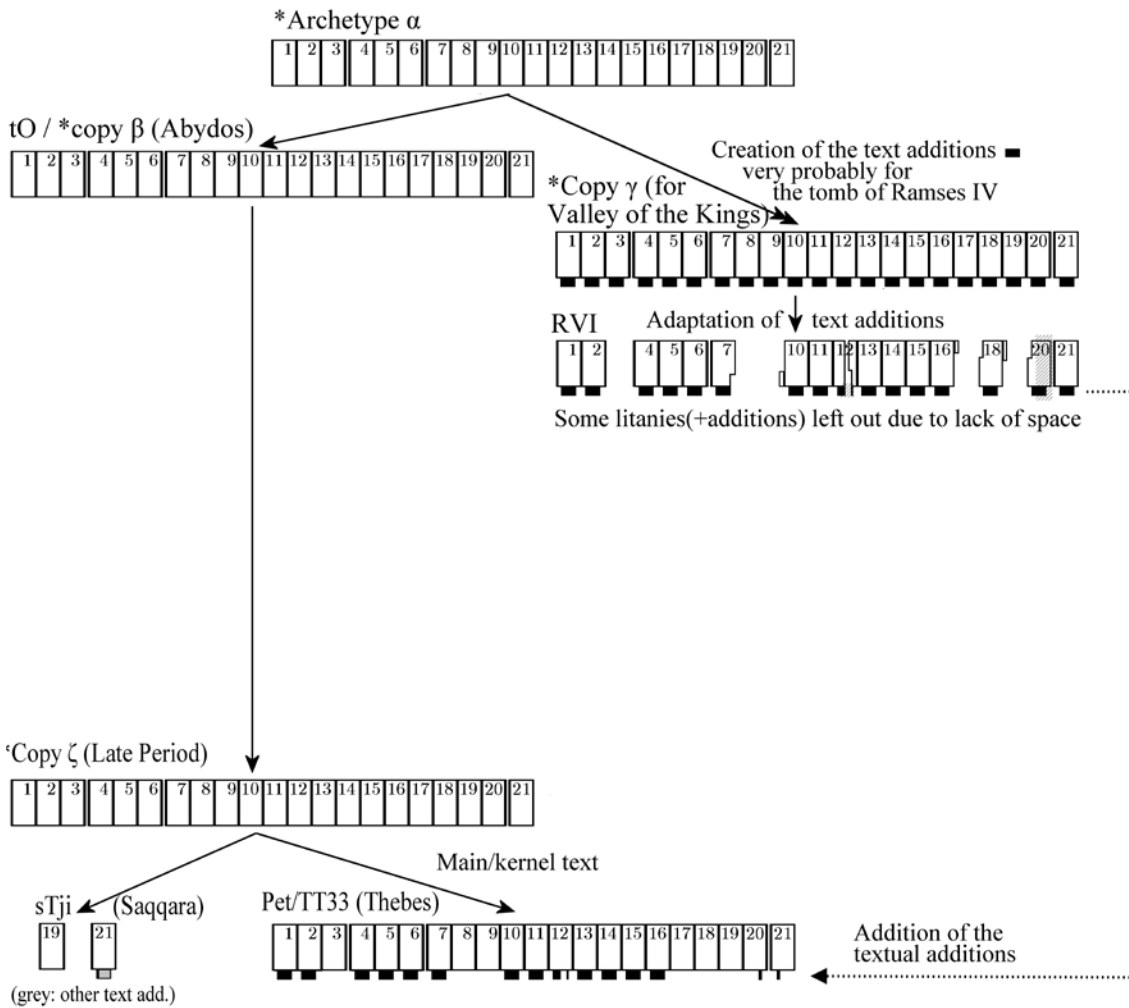 *Archetype α
1 2 3 4 5 6 7 8 9 10 11 12 13 14 15 16 17 18 19 20 21
tO / *copy β (Abydos)
1 2 3 4 5 6 7 8 9 10 11 12 13 14 15 16 17 18 19 20 21
Creation of the text additions
very probably for
the tomb of Ramses IV
*Copy γ (for
Valley of the Kings)
1 2 3 4 5 6 7 8 9 10 11 12 13 14 15 16 17 18 19 20 21
RVI
Adaptation of text additions
1 2 4 5 6 7 10 11 12 13 14 15 16 18 20 21
Some litanies(+additions) left out due to lack of space
*Copy ζ (Late Period)
1 2 3 4 5 6 7 8 9 10 11 12 13 14 15 16 17 18 19 20 21
Main/kernel text
sTji (Saqqara)
19 21
(grey: other text add.)
Pet/TT33 (Thebes)
1 2 3 4 5 6 7 8 9 10 11 12 13 14 15 16 17 18 19 20 21
Addition of the
textual additions